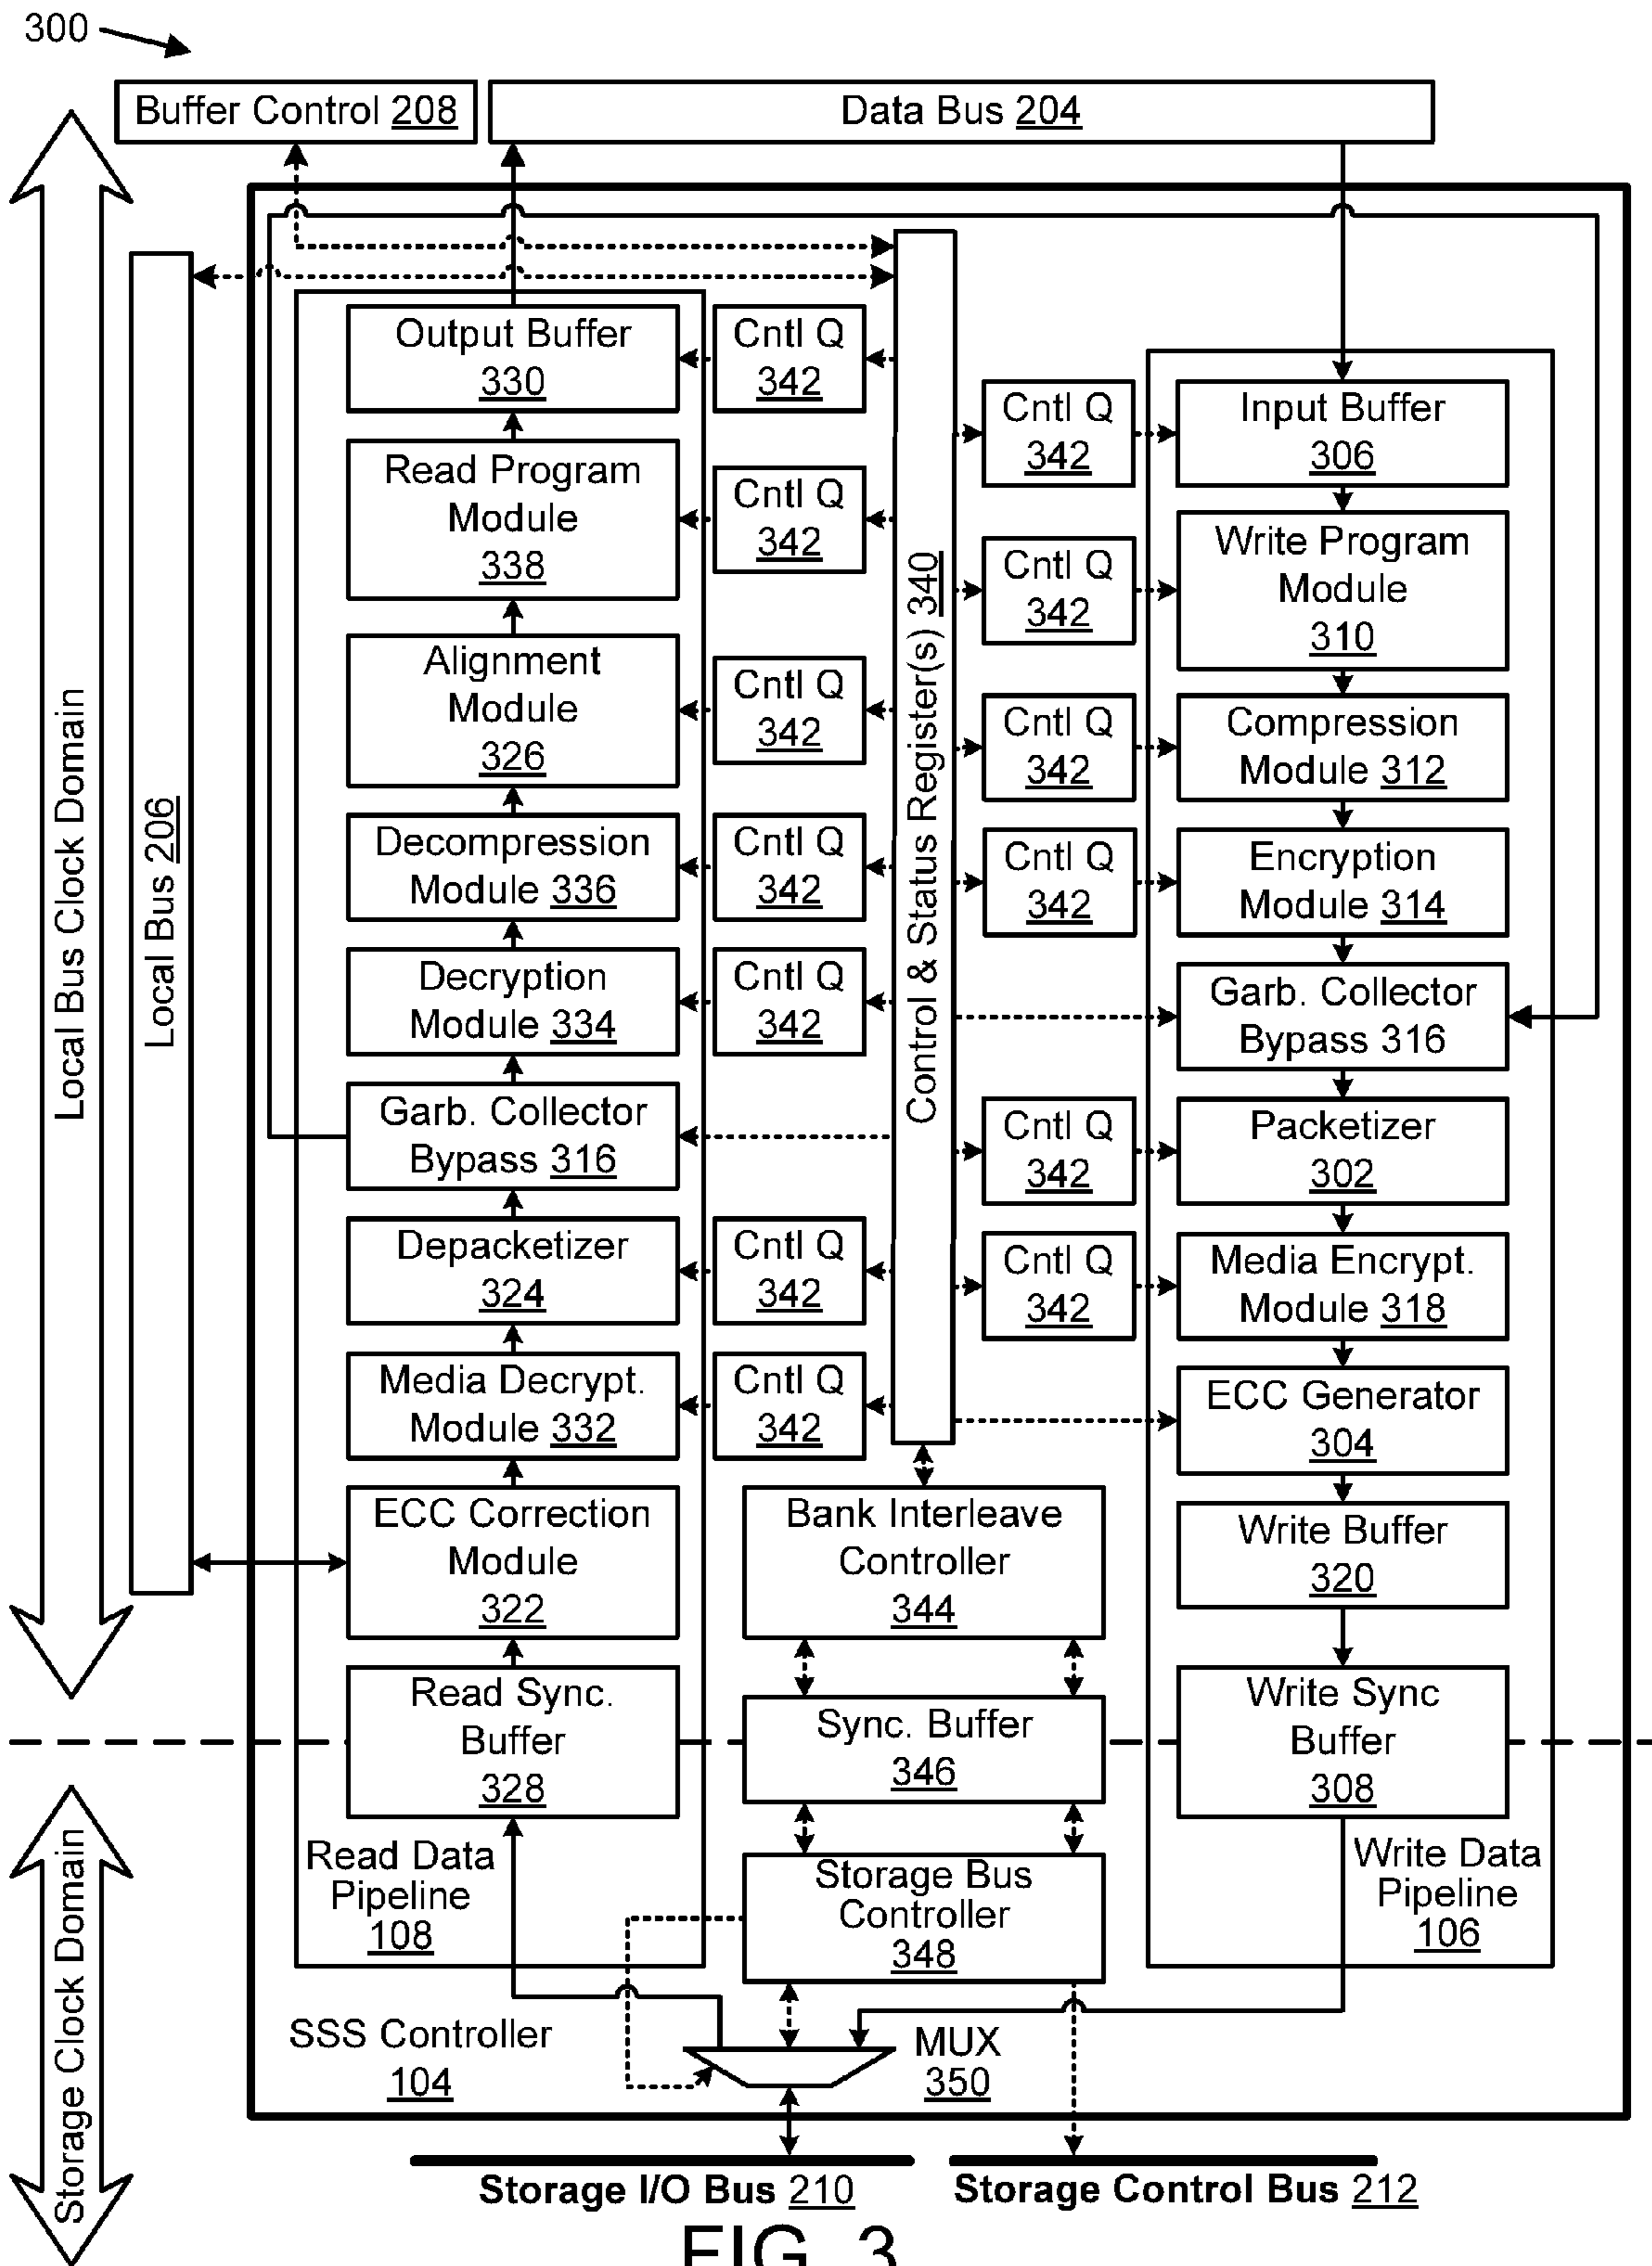 300
Buffer Control 208
Data Bus 204
Local Bus Clock Domain
Local Bus 206
Output Buffer
330
Cntl Q
342
Read Program
Module
338
Cntl Q
342
Alignment
Module
326
Cntl Q
342
Decompression
Module 336
Cntl Q
342
Decryption
Module 334
Cntl Q
342
Garb. Collector
Bypass 316
Depacketizer
324
Cntl Q
342
Media Decrypt.
Module 332
Cntl Q
342
ECC Correction
Module
322
Read Sync.
Buffer
328
Read Data
Pipeline
108
Control & Status Register(s) 340
Bank Interleave
Controller
344
Sync. Buffer
346
Storage Bus
Controller
348
Cntl Q
342
Input Buffer
306
Cntl Q
342
Write Program
Module
310
Cntl Q
342
Compression
Module 312
Cntl Q
342
Encryption
Module 314
Garb. Collector
Bypass 316
Cntl Q
342
Packetizer
302
Cntl Q
342
Media Encrypt.
Module 318
ECC Generator
304
Write Buffer
320
Write Sync
Buffer
308
Write Data
Pipeline
106
Storage Clock Domain
SSS Controller
104
MUX
350
Storage I/O Bus 210
Storage Control Bus 212
FIG. 3